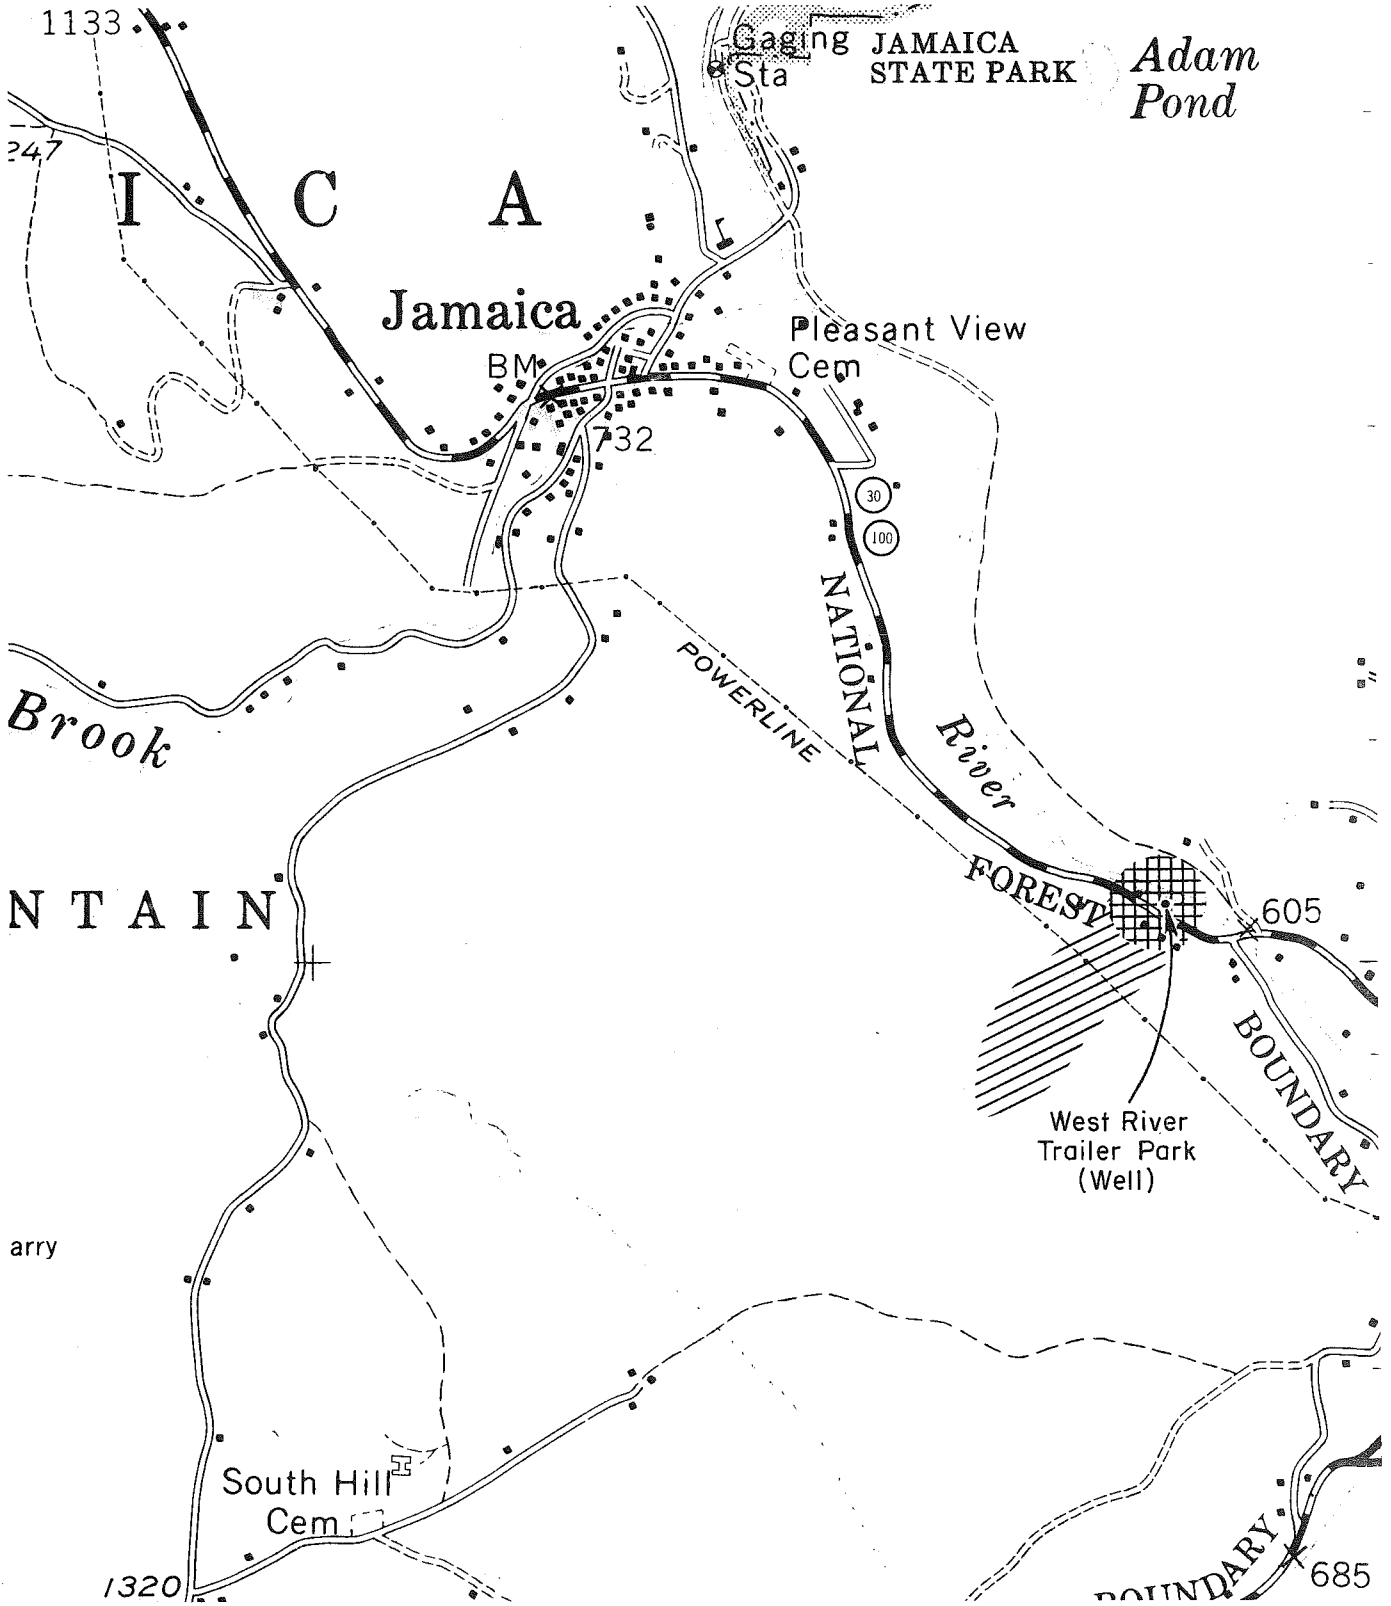 1133
Gaging
Sta
JAMAICA
STATE PARK
Adam
Pond
247
I C A
Jamaica
BM
Pleasant View
Cem
732
30
100
NATIONAL
POWERLINE
Brook
River
FOREST
NTAIN
605
BOUNDARY
West River
Trailer Park
(Well)
arry
South Hill
Cem
1320
BOUNDARY
685